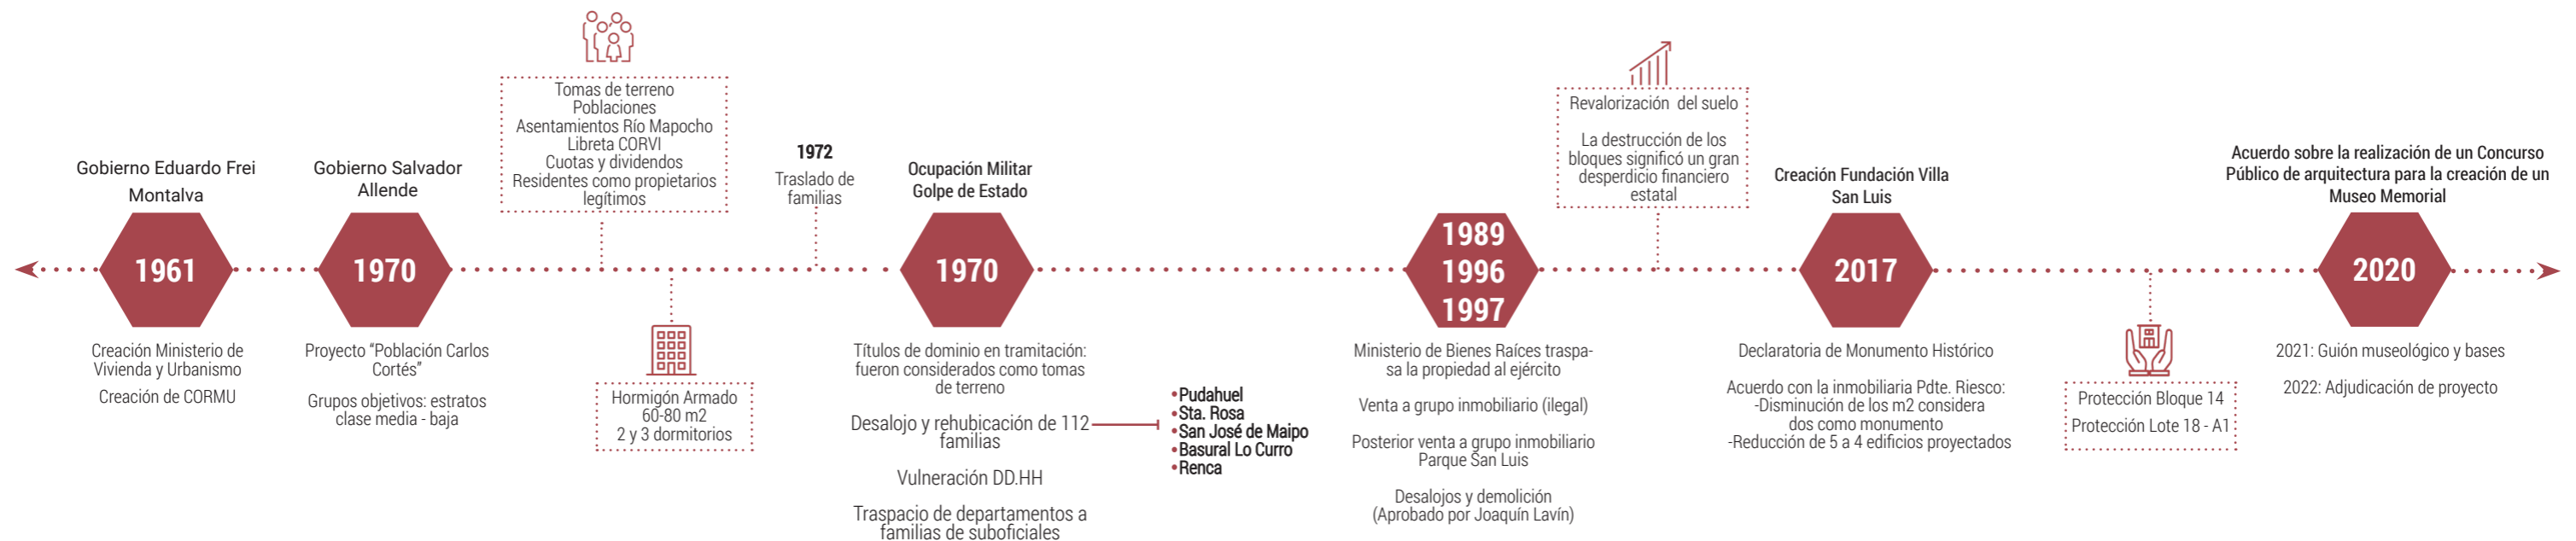 Gobierno Eduardo Frei
Montalva
1961
Creación Ministerio de
Vivienda y Urbanismo
Creación de CORMU
Gobierno Salvador
Allende
1970
Proyecto “Población Carlos
Cortés”
Grupos objetivos: estratos
clase media - baja
Tomas de terreno
Poblaciones
Asentamientos Río Mapocho
Libreta CORVI
Cuotas y dividendos
Residentes como propietarios
legítimos
Hormigón Armado
60-80 m2
2 y 3 dormitorios
1972
Traslado de
familias
Ocupación Militar
Golpe de Estado
1970
Títulos de dominio en tramitación:
fueron considerados como tomas
de terreno
Desalojo y rehubicación de 112
familias
Vulneración DD.HH
Traspacio de departamentos a
familias de suboficiales
•Pudahuel
•Sta. Rosa
•San José de Maipo
•Basural Lo Curro
•Renca
1989
1996
1997
Ministerio de Bienes Raíces traspa-
sa la propiedad al ejército
Venta a grupo inmobiliario (ilegal)
Posterior venta a grupo inmobiliario
Parque San Luis
Desalojos y demolición
(Aprobado por Joaquín Lavín)
Revalorización del suelo
La destrucción de los
bloques significó un gran
desperdicio financiero
estatal
Creación Fundación Villa
San Luis
2017
Declaratoria de Monumento Histórico
Acuerdo con la inmobiliaria Pdte. Riesco:
-Disminución de los m2 considera
dos como monumento
-Reducción de 5 a 4 edificios proyectados
Protección Bloque 14
Protección Lote 18 - A1
Acuerdo sobre la realización de un Concurso
Público de arquitectura para la creación de un
Museo Memorial
2020
2021: Guión museológico y bases
2022: Adjudicación de proyecto